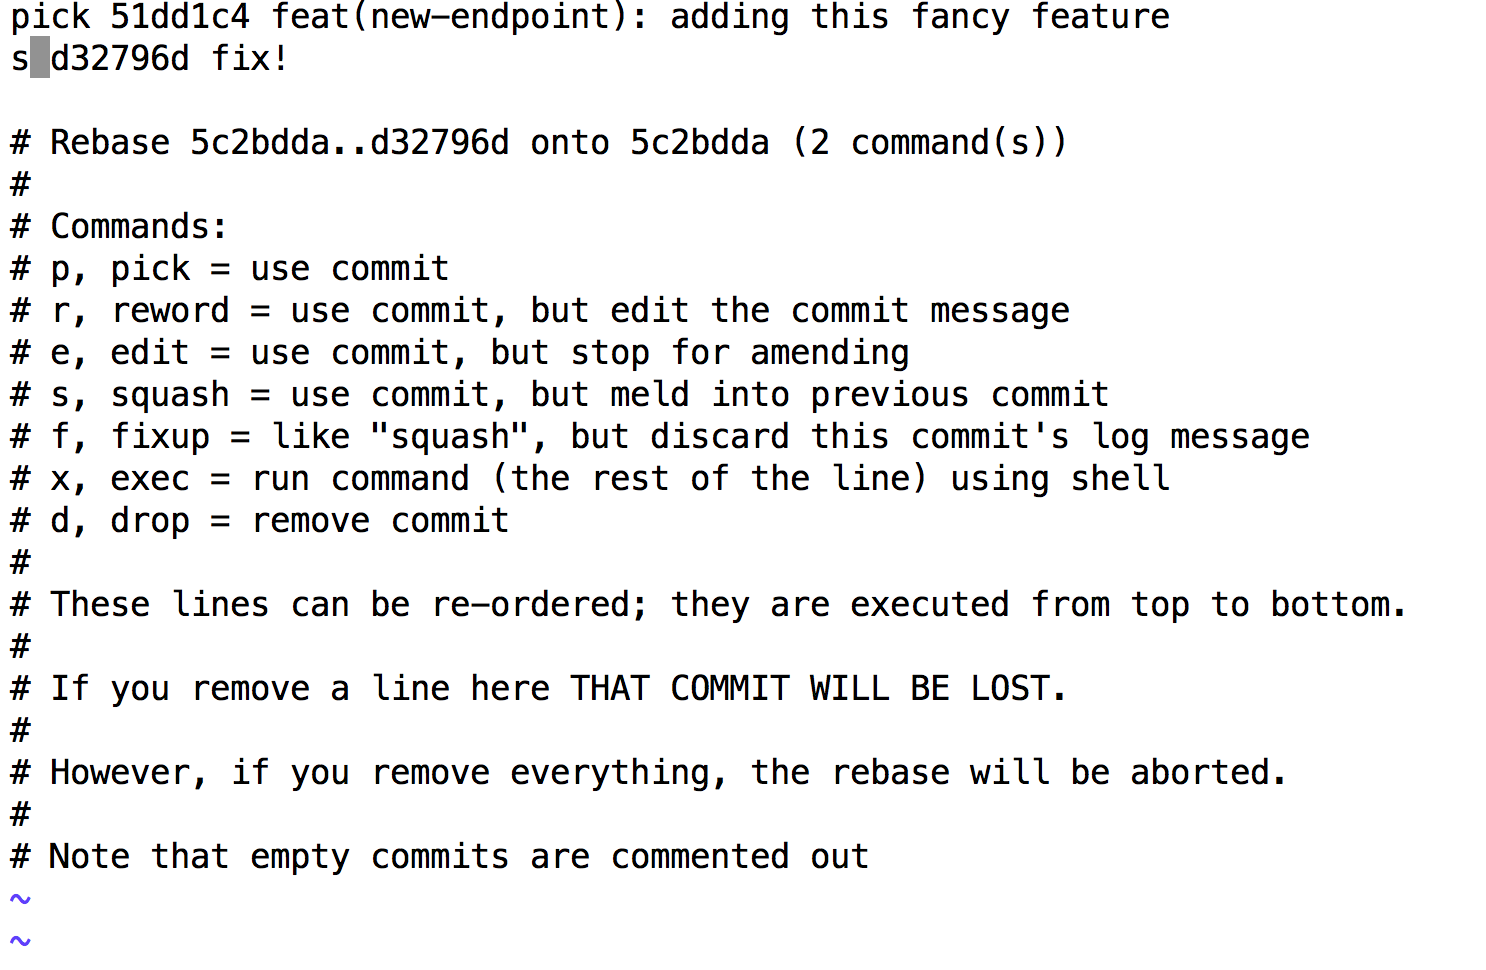 pick 51dd1c4 feat(new-endpoint): adding this fancy feature
s d32796d fix!

# Rebase 5c2bdda..d32796d onto 5c2bdda (2 command(s))
#
# Commands:
# p, pick = use commit
# r, reword = use commit, but edit the commit message
# e, edit = use commit, but stop for amending
# s, squash = use commit, but meld into previous commit
# f, fixup = like "squash", but discard this commit's log message
# x, exec = run command (the rest of the line) using shell
# d, drop = remove commit
#
# These lines can be re-ordered; they are executed from top to bottom.
#
# If you remove a line here THAT COMMIT WILL BE LOST.
#
# However, if you remove everything, the rebase will be aborted.
#
# Note that empty commits are commented out
~
~